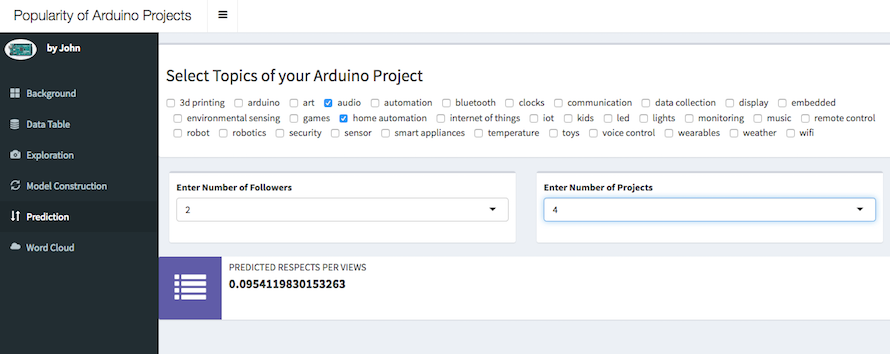 Popularity of Arduino Projects
by John
Background
Data Table
Exploration
Model Construction
Prediction
Word Cloud
Select Topics of your Arduino Project
3d printing arduino art audio automation bluetooth clocks communication data collection display embedded
environmental sensing games home automation internet of things iot kids led lights monitoring music remote control
robot robotics security sensor smart appliances temperature toys voice control wearables weather wifi
Enter Number of Followers
2
Enter Number of Projects
4
PREDICTED RESPECTS PER VIEWS
0.0954119830153263